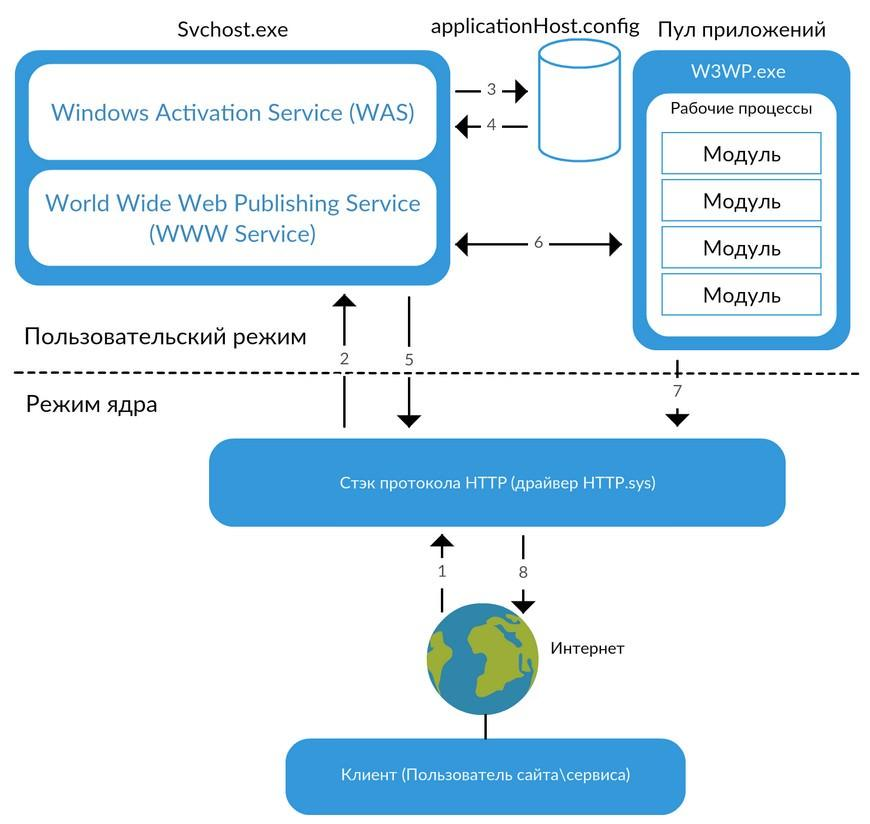 Svchost.exe
applicationHost.config
Пул приложений
Windows Activation Service (WAS)
World Wide Web Publishing Service
(WWW Service)
3
4
6
W3WP.exe
Рабочие процессы
Модуль
Модуль
Модуль
Модуль
Пользовательский режим
2
5
7
Режим ядра
Стэк протокола HTTP (драйвер HTTP.sys)
1
8
Интернет
Клиент (Пользователь сайта\сервиса)